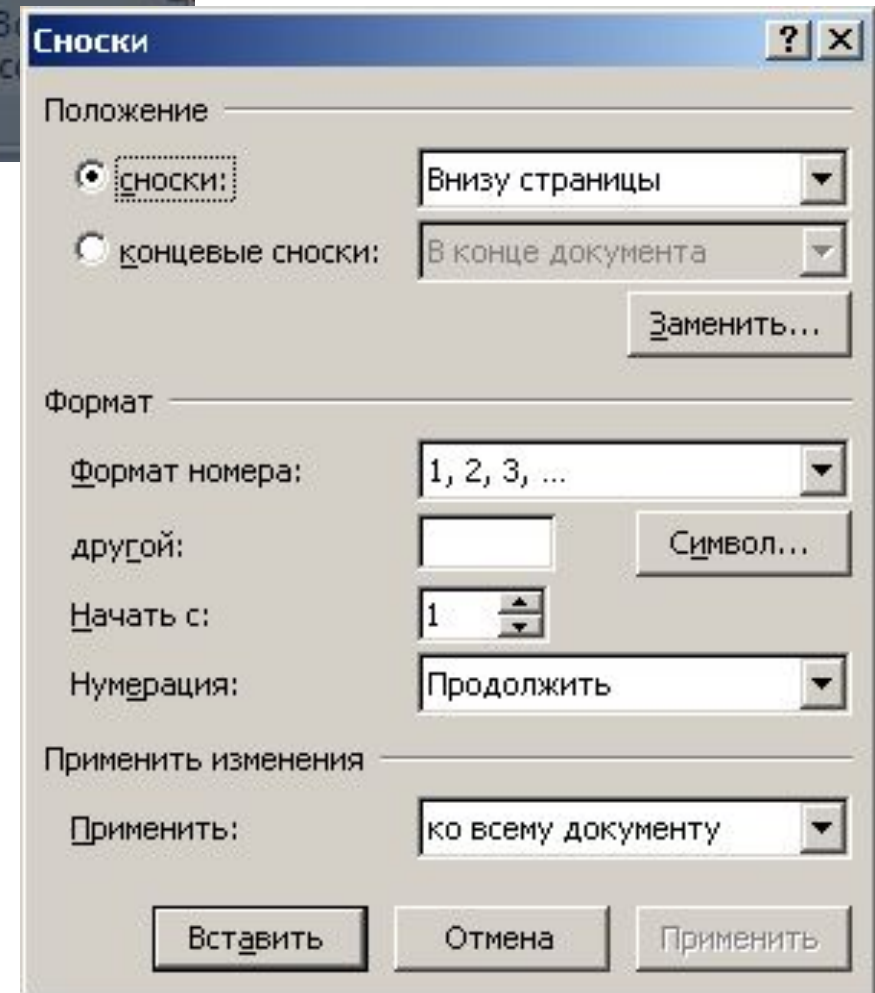 Сноски
Положение
сноски: Внизу страницы
концевые сноски: В конце документа
Заменить...
Формат
Формат номера: 1, 2, 3, ...
другой: Символ...
Начать с: 1
Нумерация: Продолжить
Применить изменения
Применить: ко всему документу
Вставить Отмена Применить